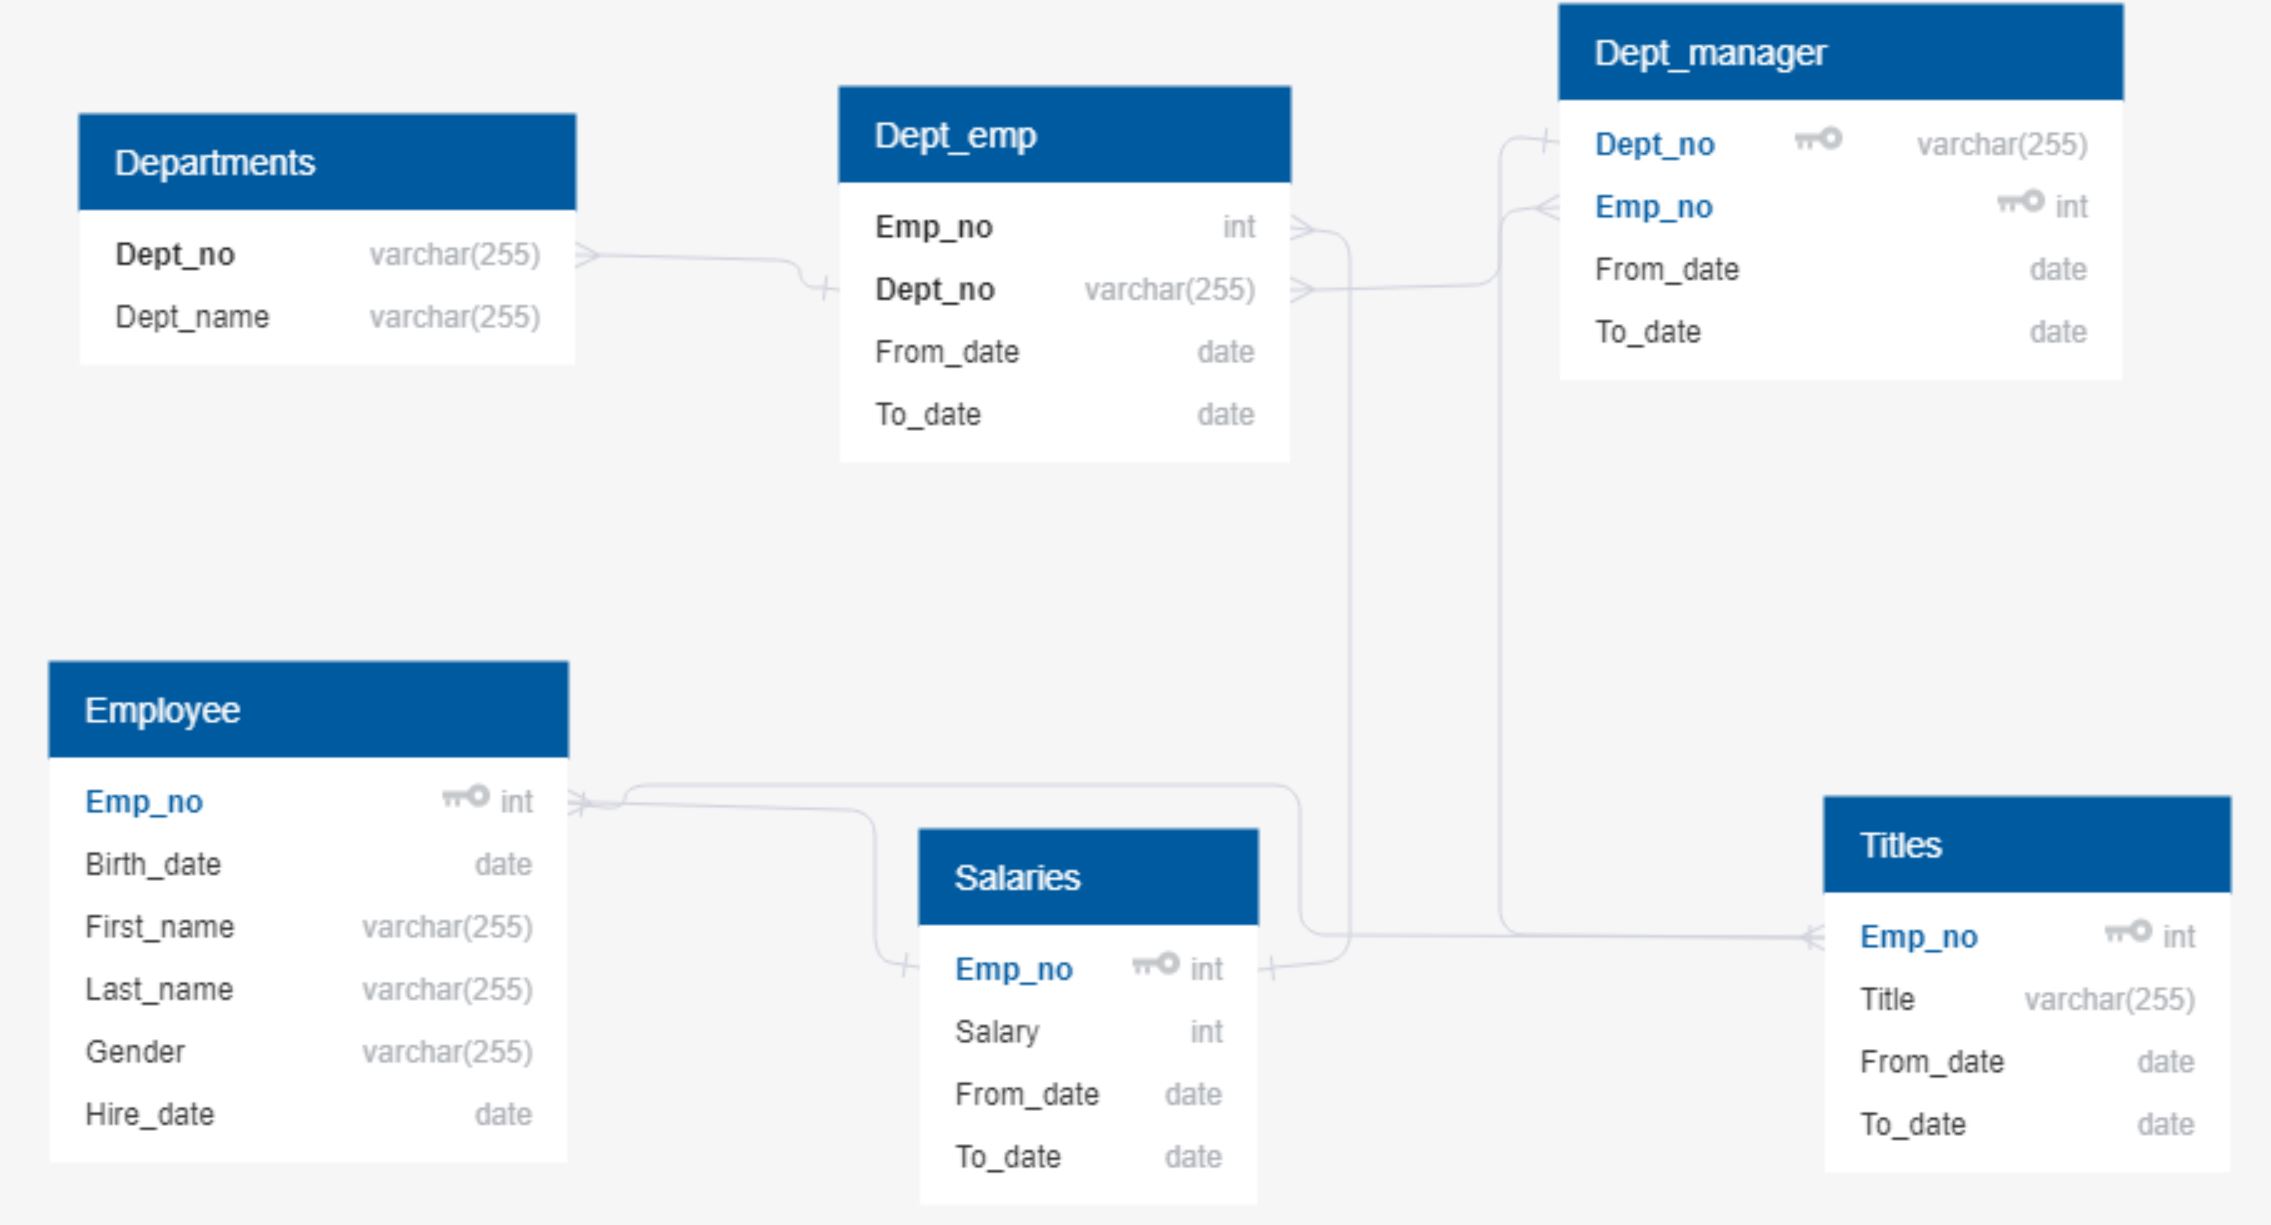 Departments
Dept_no varchar(255)
Dept_name varchar(255)
Dept_emp
Emp_no int
Dept_no varchar(255)
From_date date
To_date date
Dept_manager
Dept_no varchar(255)
Emp_no int
From_date date
To_date date
Employee
Emp_no int
Birth_date date
First_name varchar(255)
Last_name varchar(255)
Gender varchar(255)
Hire_date date
Salaries
Emp_no int
Salary int
From_date date
To_date date
Titles
Emp_no int
Title varchar(255)
From_date date
To_date date